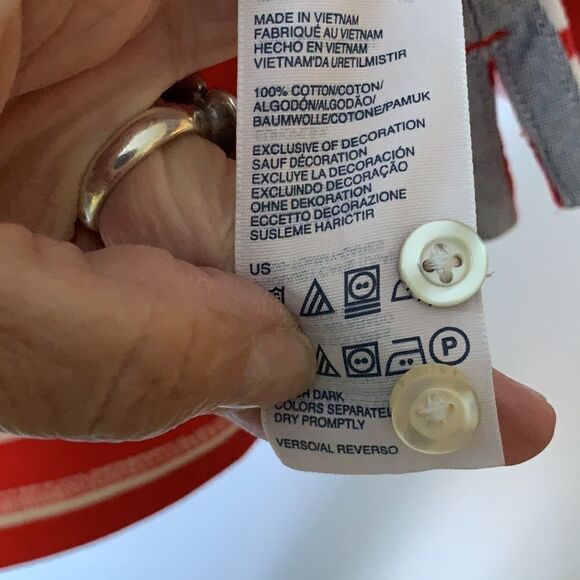 MADE IN VIETNAM
FABRIQUÉ AU VIETNAM
HECHO EN VIETNAM
VIETNAM'DA URETILMISTIR
100% COTTON/COTON/
ALGODÓN/ALGODÃO/
BAUMWOLLE/COTONE/PAMUK
EXCLUSIVE OF DECORATION
SAUF DÉCORATION
EXCLUYE LA DECORACIÓN
EXCLUINDO DECORAÇÃO
OHNE DEKORATION
ECCETTO DECORAZIONE
SUSLEME HARICTIR
US
P
DARK
COLORS
DRY PROMPTLY
VERSO/AL REVERSO